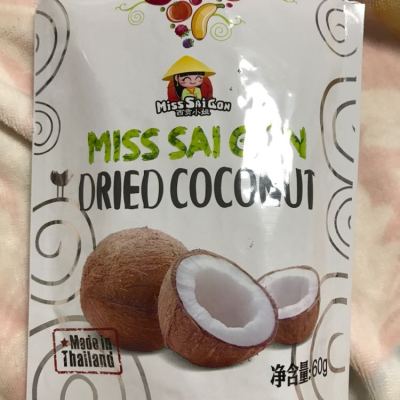 Miss Sai Gon
西贡小姐
MISS SAI GON
DRIED COCONUT
Made in
Thailand
净含量:60g